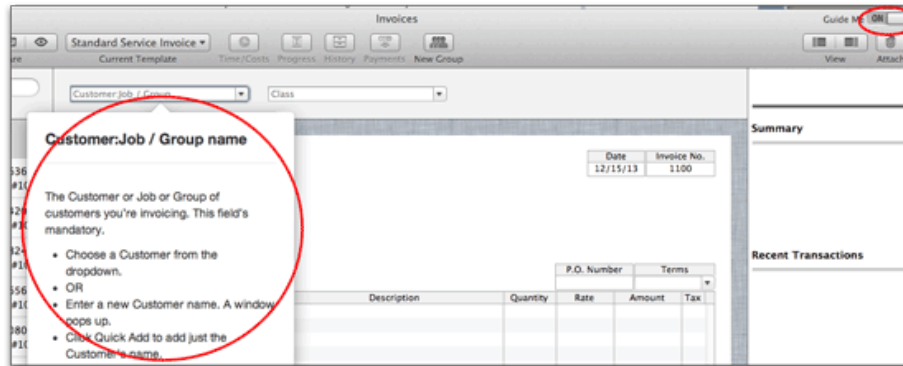 Invoices
Guide Me ON
Standard Service Invoice
Current Template Time/Costs Progress History Payments New Group View Attach
Customer:Job / Group Class
Customer:Job / Group name
The Customer or Job or Group of
customers you're invoicing. This field's
mandatory.
• Choose a Customer from the
dropdown.
• OR
• Enter a new Customer name. A window
pops up.
• Click Quick Add to add just the
Customer's name.
Date Invoice No.
12/15/13 1100
P.O. Number Terms
Description Quantity Rate Amount Tax
Summary
Recent Transactions